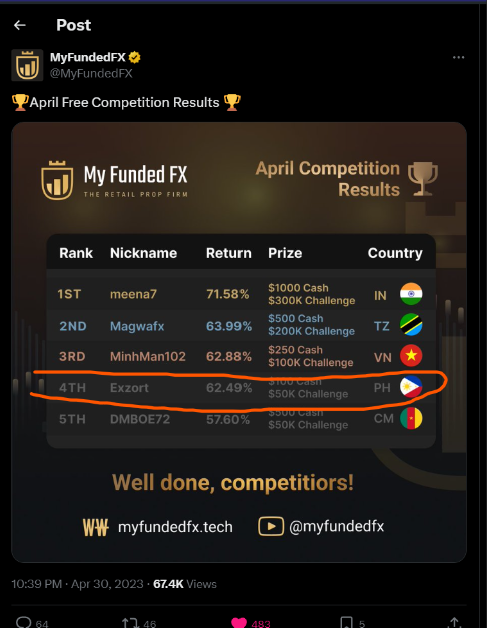 Post
MyFundedFX
@MyFundedFX
🏆April Free Competition Results 🏆
My Funded FX
THE RETAIL PROP FIRM
April Competition
Results
Rank Nickname Return Prize Country
1ST meena7 71.58% $1000 Cash $300K Challenge IN
2ND Magwafx 63.99% $500 Cash $200K Challenge TZ
3RD MinhMan102 62.88% $250 Cash $100K Challenge VN
4TH Exzort 62.49% $100 Cash $50K Challenge PH
5TH DMBOE72 57.60% $500 Cash $50K Challenge CM
Well done, competitiors!
myfundedfx.tech @myfundedfx
10:39 PM · Apr 30, 2023 · 67.4K Views
64 46 483 5